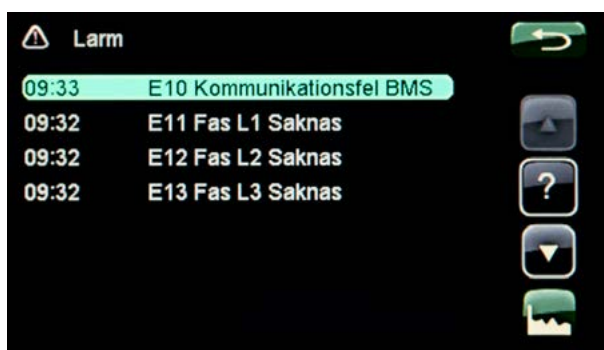 Larm
09:33 E10 Kommunikationsfel BMS
09:32 E11 Fas L1 Saknas
09:32 E12 Fas L2 Saknas
09:32 E13 Fas L3 Saknas
?